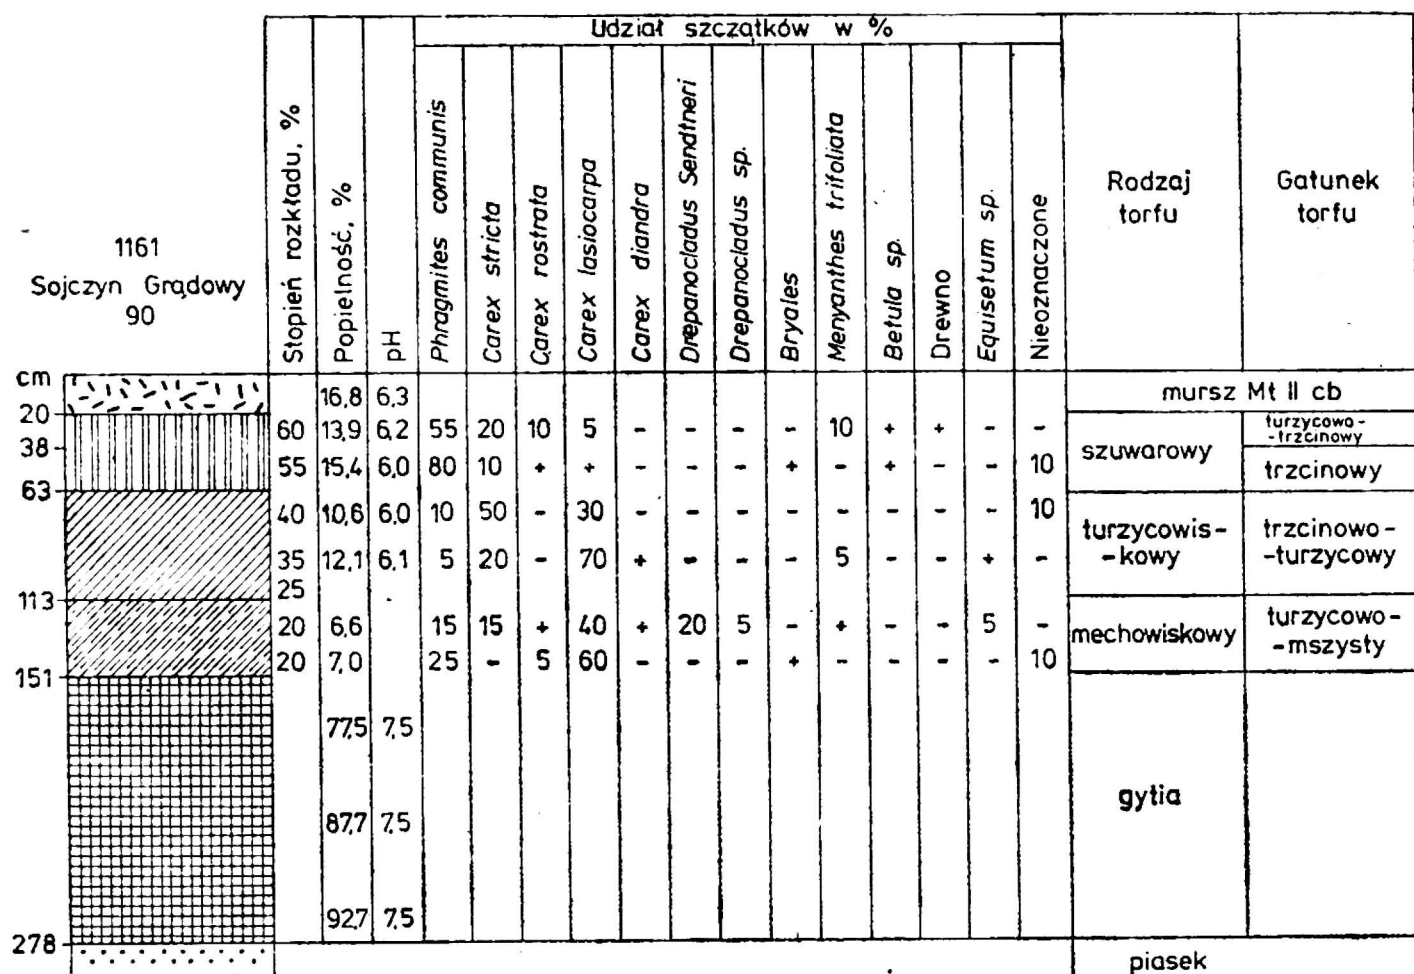 Udział szczątków w %
1161
Sojczyn Grądowy
90
cm
Stopień rozkładu, %
Popielność, %
pH
Phragmites communis
Carex stricta
Carex rostrata
Carex lasiocarpa
Carex diandra
Drepanocladus Sendtneri
Drepanocladus sp.
Bryales
Menyanthes trifoliata
Betula sp.
Drewno
Equisetum sp.
Nieoznaczone
Rodzaj
torfu
Gatunek
torfu
16,8 6,3 mursz Mt II cb
20
60 13,9 6,2 55 20 10 5 - - - - 10 + + - -
38
55 15,4 6,0 80 10 + + - - - + - + - - 10
szuwarowy
turzycowo-
-trzcinowy
trzcinowy
63
40 10,6 6,0 10 50 - 30 - - - - - - - - 10
35 12,1 6,1 5 20 - 70 + - - - 5 - - + -
25
turzycowis-
-kowy
trzcinowo-
-turzycowy
113
20 6,6 15 15 + 40 + 20 5 - + - + 5 -
20 7,0 25 - 5 60 - - - + - - - - 10
mechowiskowy
turzycowo-
-mszysty
151
77,5 7,5
87,7 7,5
92,7 7,5
gytia
278
piasek